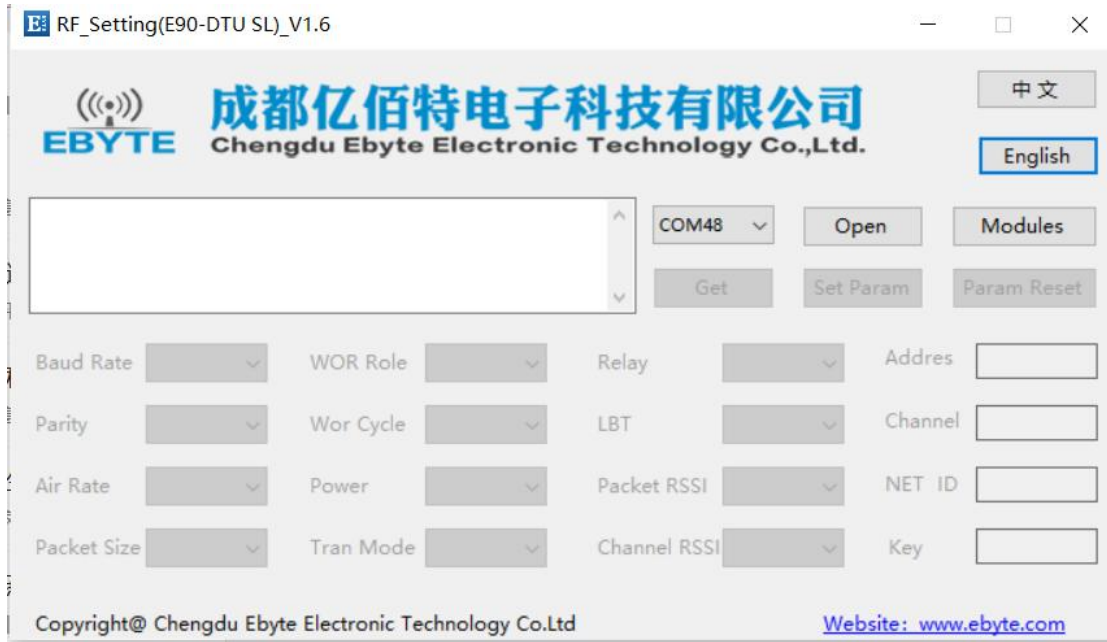 RF_Setting(E90-DTU SL)_V1.6
EBYTE
成都亿佰特电子科技有限公司
Chengdu Ebyte Electronic Technology Co.,Ltd.
中文
English
COM48
Open
Modules
Get
Set Param
Param Reset
Baud Rate
WOR Role
Relay
Addres
Parity
Wor Cycle
LBT
Channel
Air Rate
Power
Packet RSSI
NET ID
Packet Size
Tran Mode
Channel RSSI
Key
Copyright@ Chengdu Ebyte Electronic Technology Co.Ltd
Website: www.ebyte.com